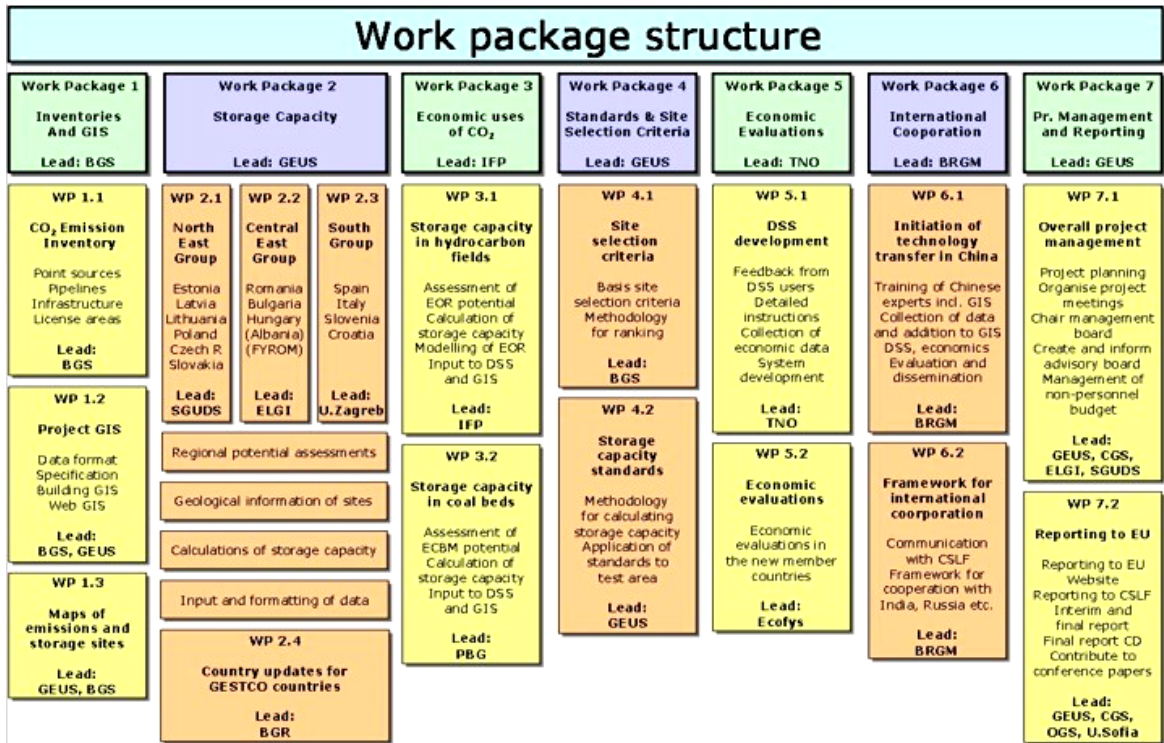 Work package structure
Work Package 1
Inventories
And GIS
Lead: BGS
WP 1.1
CO₂ Emission
Inventory
Point sources
Pipelines
Infrastructure
License areas
Lead:
BGS
WP 1.2
Project GIS
Data format
Specification
Building GIS
Web GIS
Lead:
BGS, GEUS
WP 1.3
Maps of
emissions and
storage sites
Lead:
GEUS, BGS
Work Package 2
Storage Capacity
Lead: GEUS
WP 2.1
North
East
Group
Estonia
Latvia
Lithuania
Poland
Czech R
Slovakia
Lead:
SGUDS
WP 2.2
Central
East
Group
Romania
Bulgaria
Hungary
(Albania)
(FYROM)
Lead:
ELGI
WP 2.3
South
Group
Spain
Italy
Slovenia
Croatia
Lead:
U.Zagreb
Regional potential assessments
Geological information of sites
Calculations of storage capacity
Input and formatting of data
WP 2.4
Country updates for
GESTCO countries
Lead:
BGR
Work Package 3
Economic uses
of CO₂
Lead: IFP
WP 3.1
Storage capacity
in hydrocarbon
fields
Assessment of
EOR potential
Calculation of
storage capacity
Modelling of EOR
Input to DSS
and GIS
Lead:
IFP
WP 3.2
Storage capacity
in coal beds
Assessment of
ECBM potential
Calculation of
storage capacity
Input to DSS
and GIS
Lead:
PBG
Work Package 4
Standards & Site
Selection Criteria
Lead: GEUS
WP 4.1
Site
selection
criteria
Basis site
selection criteria
Methodology
for ranking
Lead:
BGS
WP 4.2
Storage
capacity
standards
Methodology
for calculating
storage capacity
Application of
standards to
test area
Lead:
GEUS
Work Package 5
Economic
Evaluations
Lead: TNO
WP 5.1
DSS
development
Feedback from
DSS users
Detailed
instructions
Collection of
economic data
System
development
Lead:
TNO
WP 5.2
Economic
evaluations
Economic
evaluations in
the new member
countries
Lead:
Ecofys
Work Package 6
International
Cooporation
Lead: BRGM
WP 6.1
Initiation of
technology
transfer in China
Training of Chinese
experts incl. GIS
Collection of data
and addition to GIS
DSS, economics
Evaluation and
dissemination
Lead:
BRGM
WP 6.2
Framework for
international
coorporation
Communication
with CSLF
Framework for
cooperation with
India, Russia etc.
Lead:
BRGM
Work Package 7
Pr. Management
and Reporting
Lead: GEUS
WP 7.1
Overall project
management
Project planning
Organise project
meetings
Chair management
board
Create and inform
advisory board
Management of
non-personnel
budget
Lead:
GEUS, CGS,
ELGI, SGUDS
WP 7.2
Reporting to EU
Reporting to EU
Website
Reporting to CSLF
Interim and
final report
Final report CD
Contribute to
conference papers
Lead:
GEUS, CGS,
OGS, U.Sofia